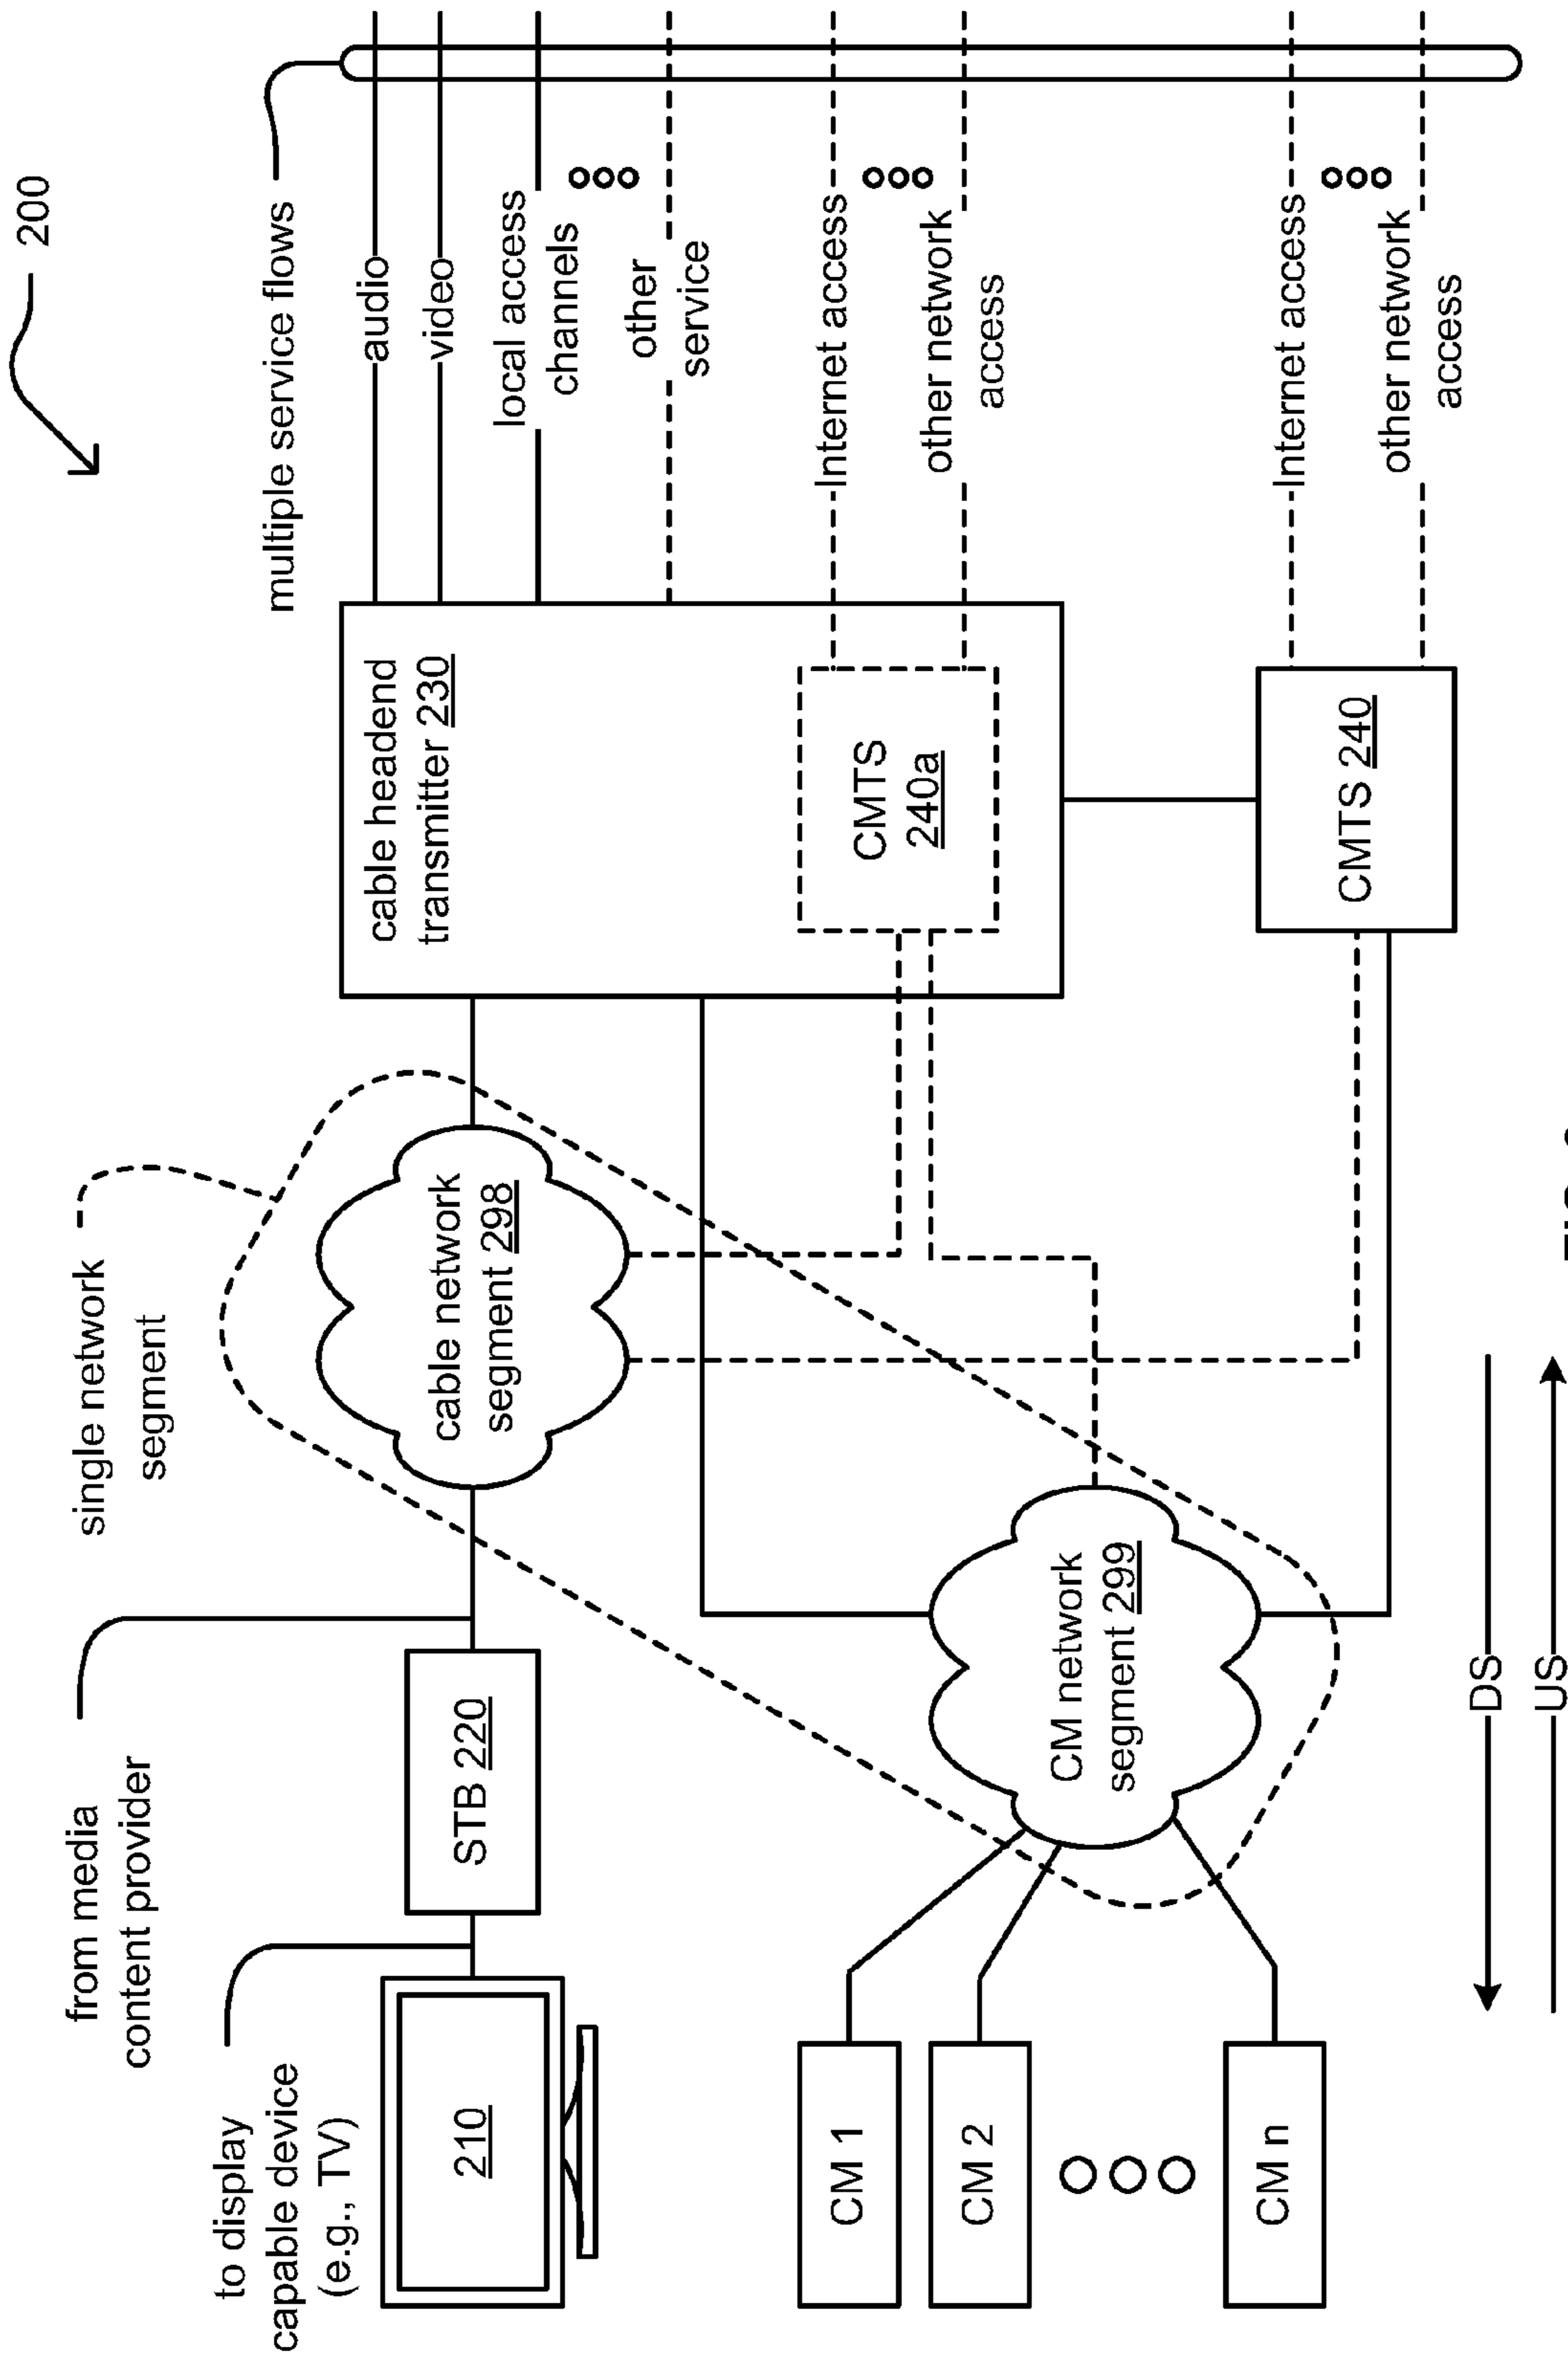 200
multiple service flows
audio
video
local access
channels
other
service
Internet access
other network
access
Internet access
other network
access
cable headend
transmitter 230
CMTS
240a
CMTS 240
single network
segment
cable network
segment 298
CM network
segment 299
from media
content provider
STB 220
to display
capable device
(e.g., TV)
210
CM 1
CM 2
CM n
DS
US